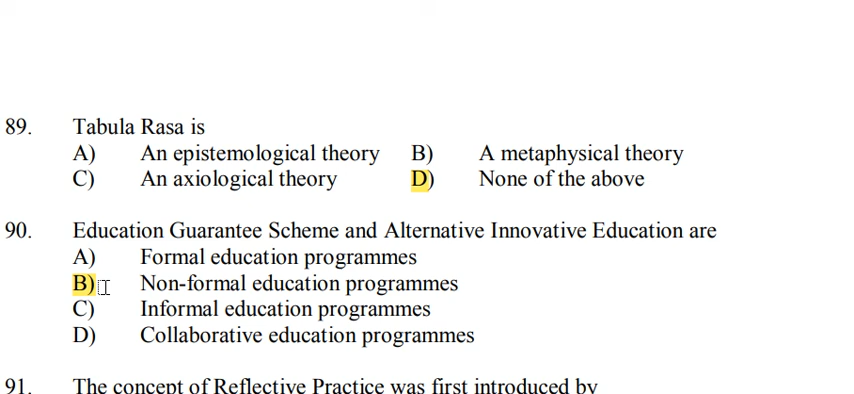 89. Tabula Rasa is
A) An epistemological theory B) A metaphysical theory
C) An axiological theory D) None of the above
90. Education Guarantee Scheme and Alternative Innovative Education are
A) Formal education programmes
B) Non-formal education programmes
C) Informal education programmes
D) Collaborative education programmes
91. The concept of Reflective Practice was first introduced by